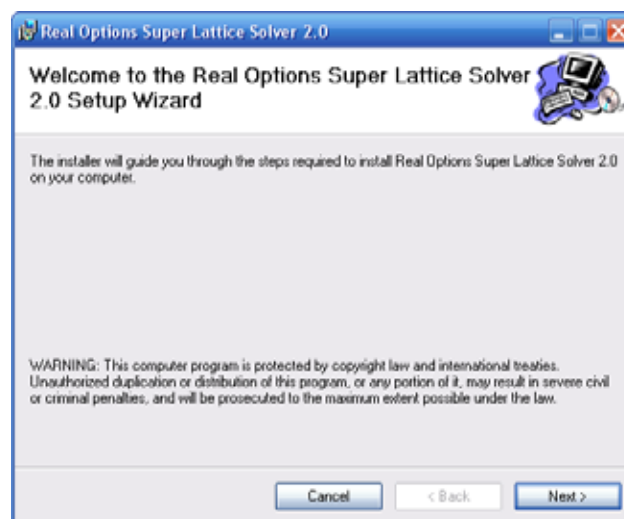 Real Options Super Lattice Solver 2.0
Welcome to the Real Options Super Lattice Solver
2.0 Setup Wizard
The installer will guide you through the steps required to install Real Options Super Lattice Solver 2.0
on your computer.
WARNING: This computer program is protected by copyright law and international treaties.
Unauthorized duplication or distribution of this program, or any portion of it, may result in severe civil
or criminal penalties, and will be prosecuted to the maximum extent possible under the law.
Cancel < Back Next >